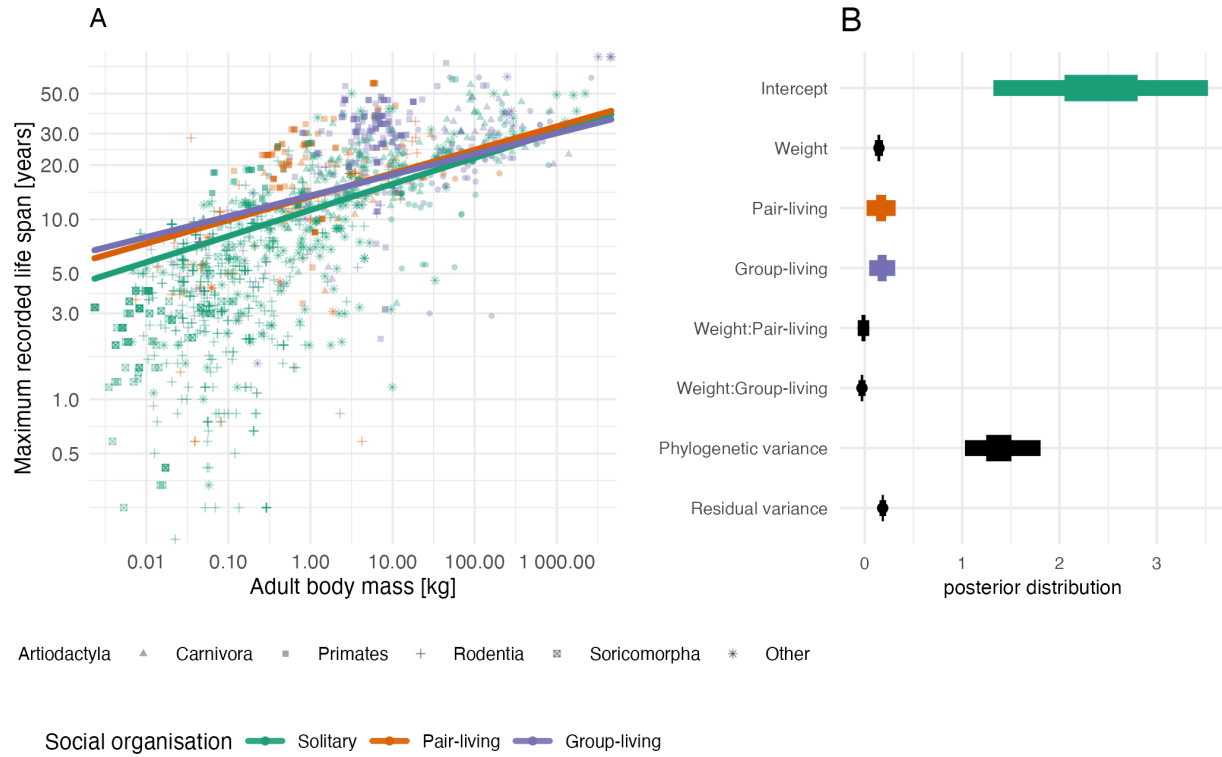 A
Maximum recorded life span [years]
50.0
30.0
20.0
10.0
5.0
3.0
1.0
0.5
0.01 0.10 1.00 10.00 100.00 1 000.00
Adult body mass [kg]
B
Intercept
Weight
Pair-living
Group-living
Weight:Pair-living
Weight:Group-living
Phylogenetic variance
Residual variance
0 1 2 3
posterior distribution
Artiodactyla Carnivora Primates Rodentia Soricomorpha Other
Social organisation Solitary Pair-living Group-living